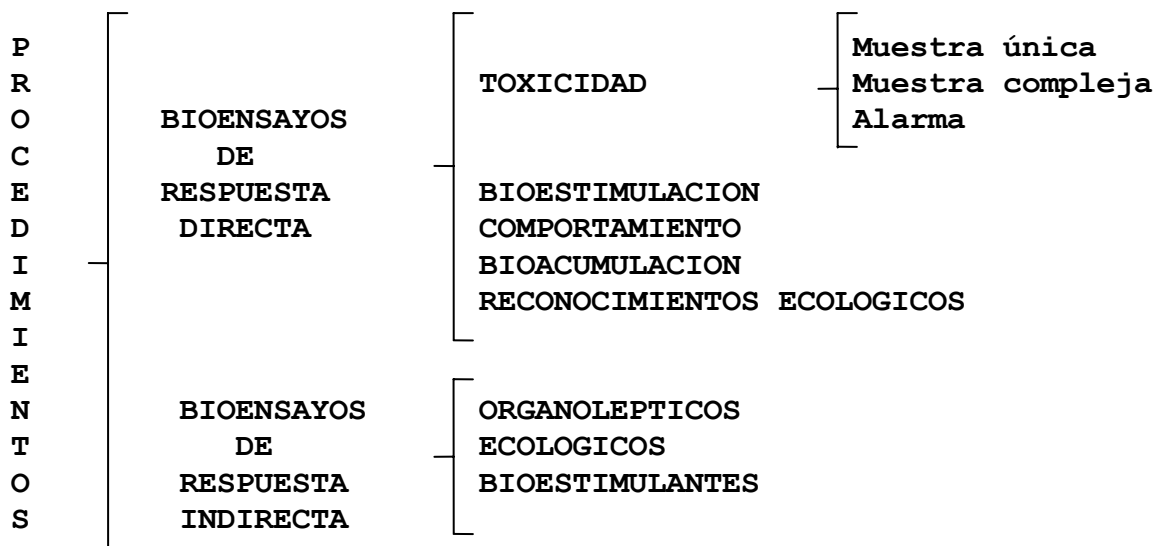 PROCEDIMIENTOS
BIOENSAYOS
DE
RESPUESTA
DIRECTA
TOXICIDAD
Muestra única
Muestra compleja
Alarma
BIOESTIMULACION
COMPORTAMIENTO
BIOACUMULACION
RECONOCIMIENTOS ECOLOGICOS
BIOENSAYOS
DE
RESPUESTA
INDIRECTA
ORGANOLEPTICOS
ECOLOGICOS
BIOESTIMULANTES